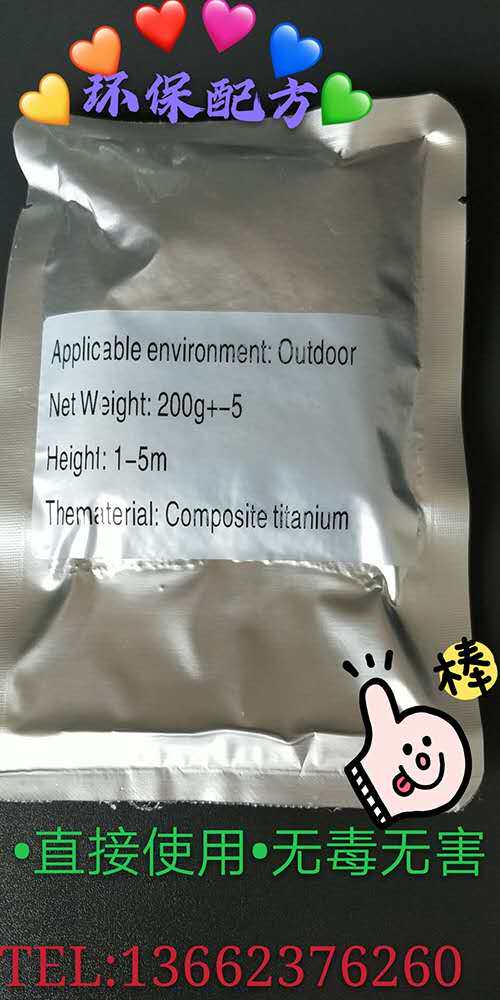 环保配方
Applicable environment: Outdoor
Net Weight: 200g+-5
Height: 1-5m
Thematerial: Composite titanium
棒
•直接使用•无毒无害
TEL:13662376260